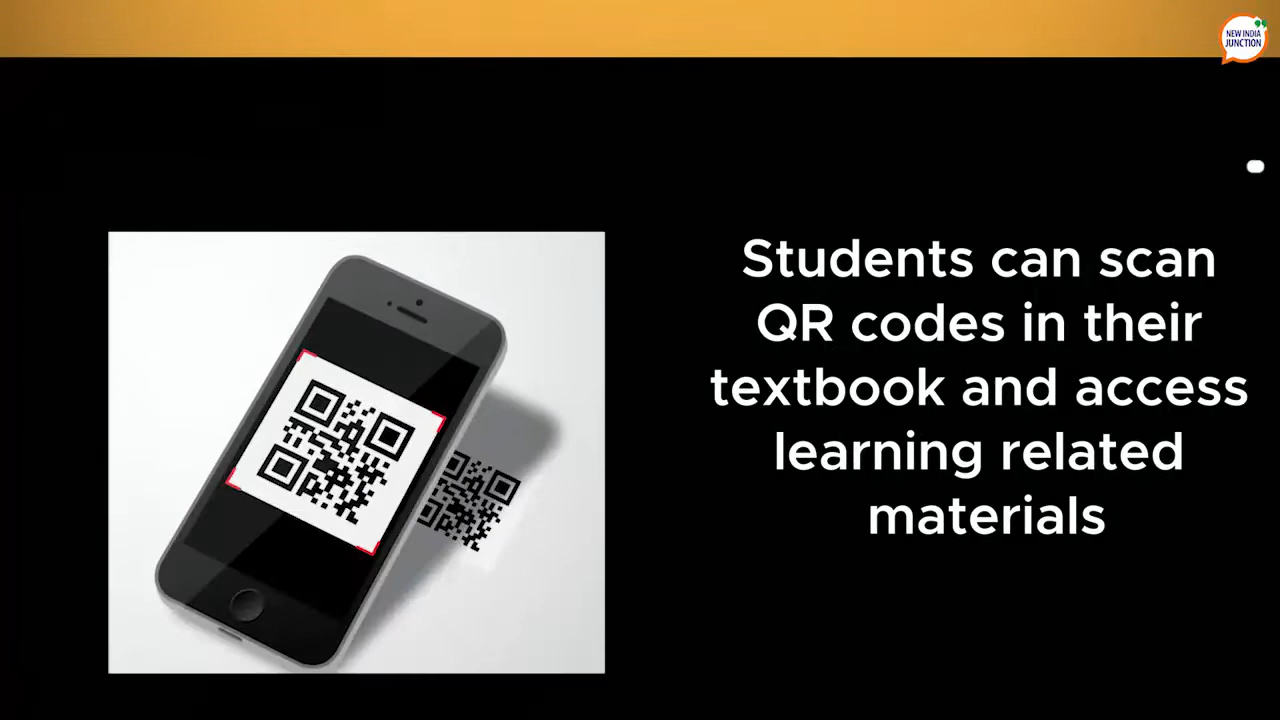 NEW INDIA
JUNCTION
Students can scan
QR codes in their
textbook and access
learning related
materials